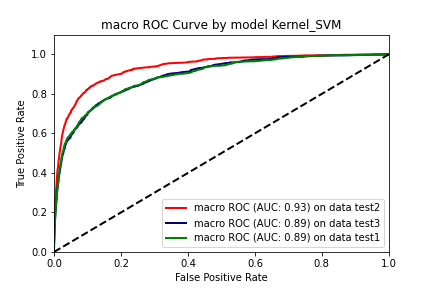 macro ROC Curve by model Kernel_SVM
True Positive Rate
1.0
0.8
0.6
0.4
0.2
0.0
macro ROC (AUC: 0.93) on data test2
macro ROC (AUC: 0.89) on data test3
macro ROC (AUC: 0.89) on data test1
0.0 0.2 0.4 0.6 0.8 1.0
False Positive Rate